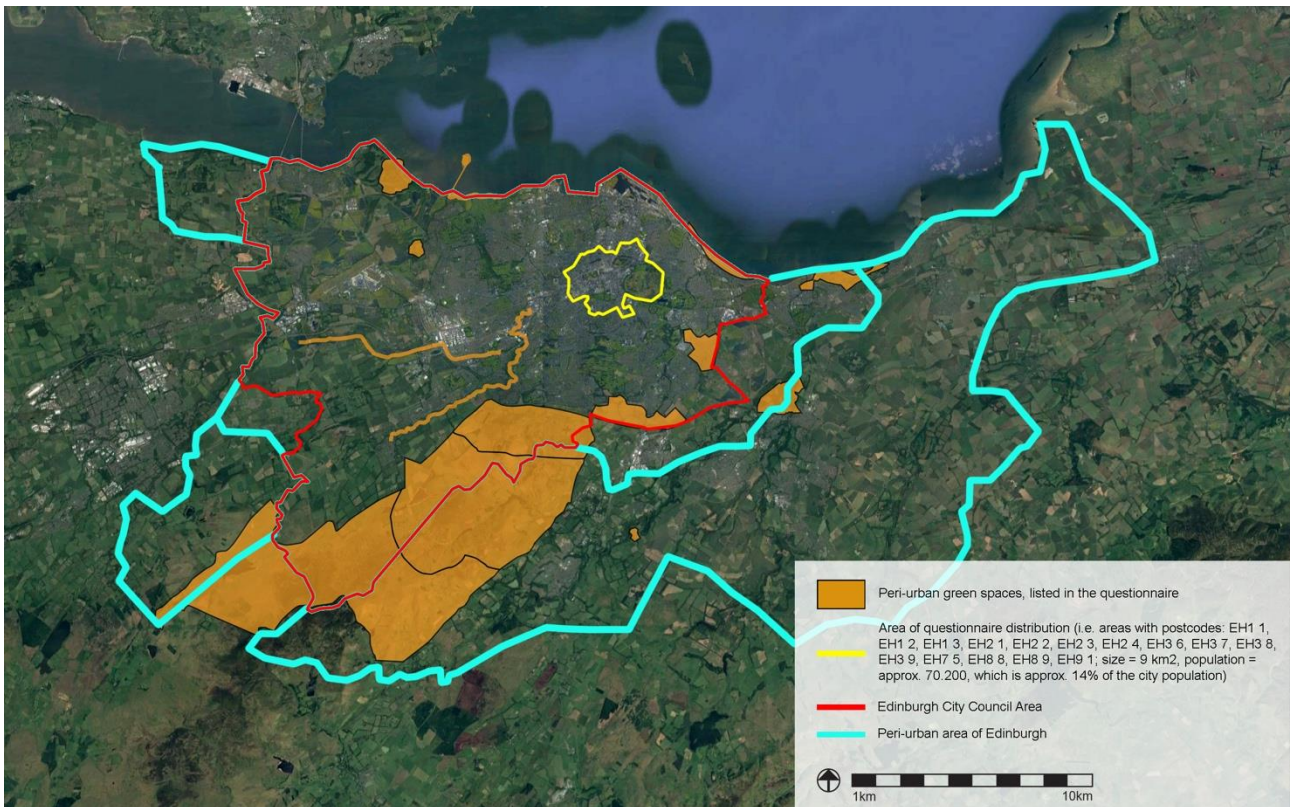 Peri-urban green spaces, listed in the questionnaire
Area of questionnaire distribution (i.e. areas with postcodes: EH1 1,
EH1 2, EH1 3, EH2 1, EH2 2, EH2 3, EH2 4, EH3 6, EH3 7, EH3 8,
EH3 9, EH7 5, EH8 8, EH8 9, EH9 1; size = 9 km2, population =
approx. 70.200, which is approx. 14% of the city population)
Edinburgh City Council Area
Peri-urban area of Edinburgh
1km 10km